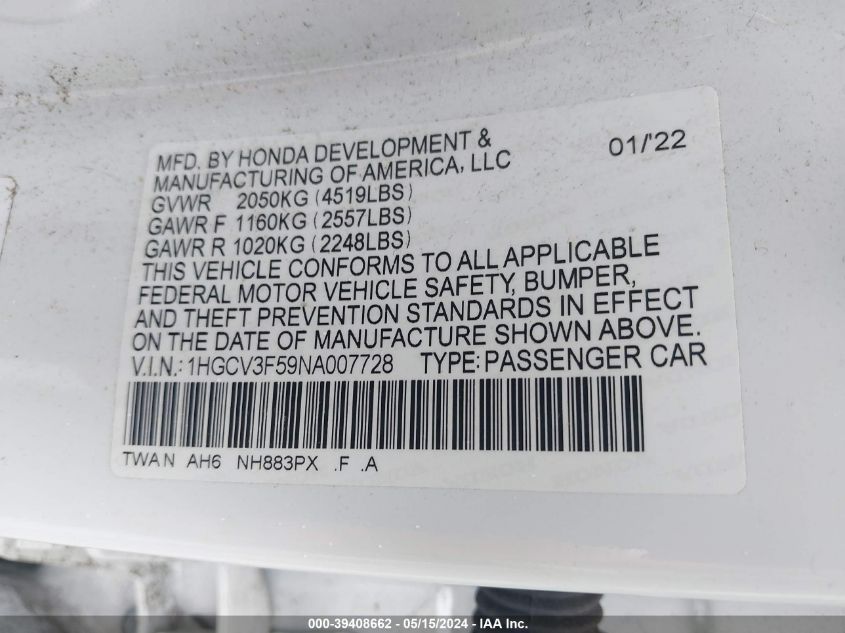 MFD. BY HONDA DEVELOPMENT & 01/'22
MANUFACTURING OF AMERICA, LLC
GVWR 2050KG (4519LBS)
GAWR F 1160KG (2557LBS)
GAWR R 1020KG (2248LBS)
THIS VEHICLE CONFORMS TO ALL APPLICABLE
FEDERAL MOTOR VEHICLE SAFETY, BUMPER,
AND THEFT PREVENTION STANDARDS IN EFFECT
ON THE DATE OF MANUFACTURE SHOWN ABOVE.
V.I.N.: 1HGCV3F59NA007728 TYPE: PASSENGER CAR
TWAN AH6 NH883PX .F .A
000-39408662 - 05/15/2024 - IAA Inc.